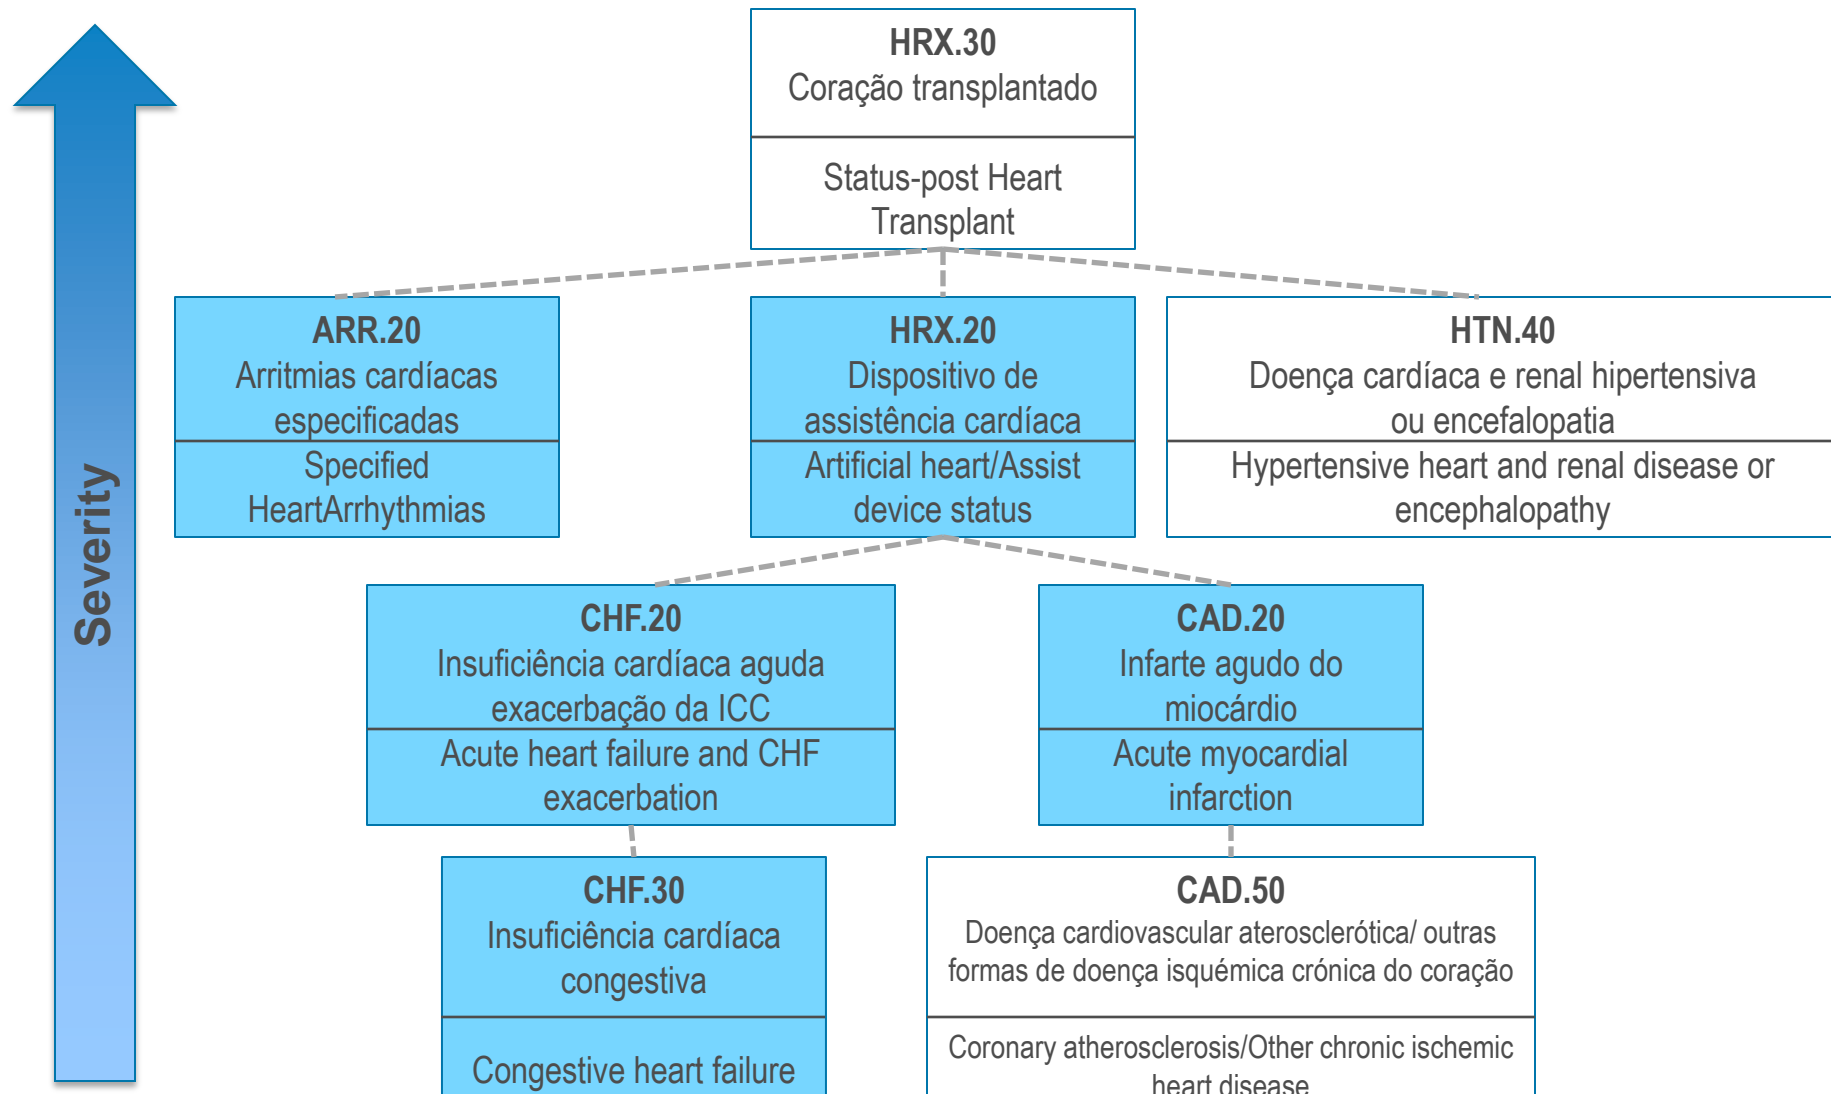 Severity
HRX.30
Coração transplantado
Status-post Heart
Transplant
ARR.20
Arritmias cardíacas
especificadas
Specified
HeartArrhythmias
HRX.20
Dispositivo de
assistência cardíaca
Artificial heart/Assist
device status
HTN.40
Doença cardíaca e renal hipertensiva
ou encefalopatia
Hypertensive heart and renal disease or
encephalopathy
CHF.20
Insuficiência cardíaca aguda
exacerbação da ICC
Acute heart failure and CHF
exacerbation
CAD.20
Infarte agudo do
miocárdio
Acute myocardial
infarction
CHF.30
Insuficiência cardíaca
congestiva
Congestive heart failure
CAD.50
Doença cardiovascular aterosclerótica/ outras
formas de doença isquémica crónica do coração
Coronary atherosclerosis/Other chronic ischemic
heart disease